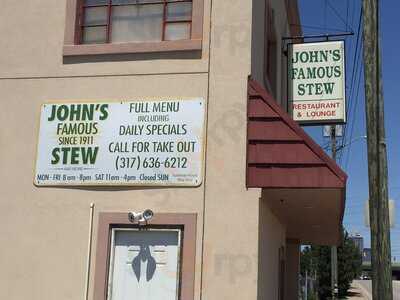 JOHN'S
FAMOUS
SINCE 1911
STEW
FULL MENU
INCLUDING
DAILY SPECIALS
CALL FOR TAKE OUT
(317) 636-6212
MON - FRI 8am - 8pm SAT 11am - 4pm Closed SUN
JOHN'S
FAMOUS
STEW
RESTAURANT
& LOUNGE